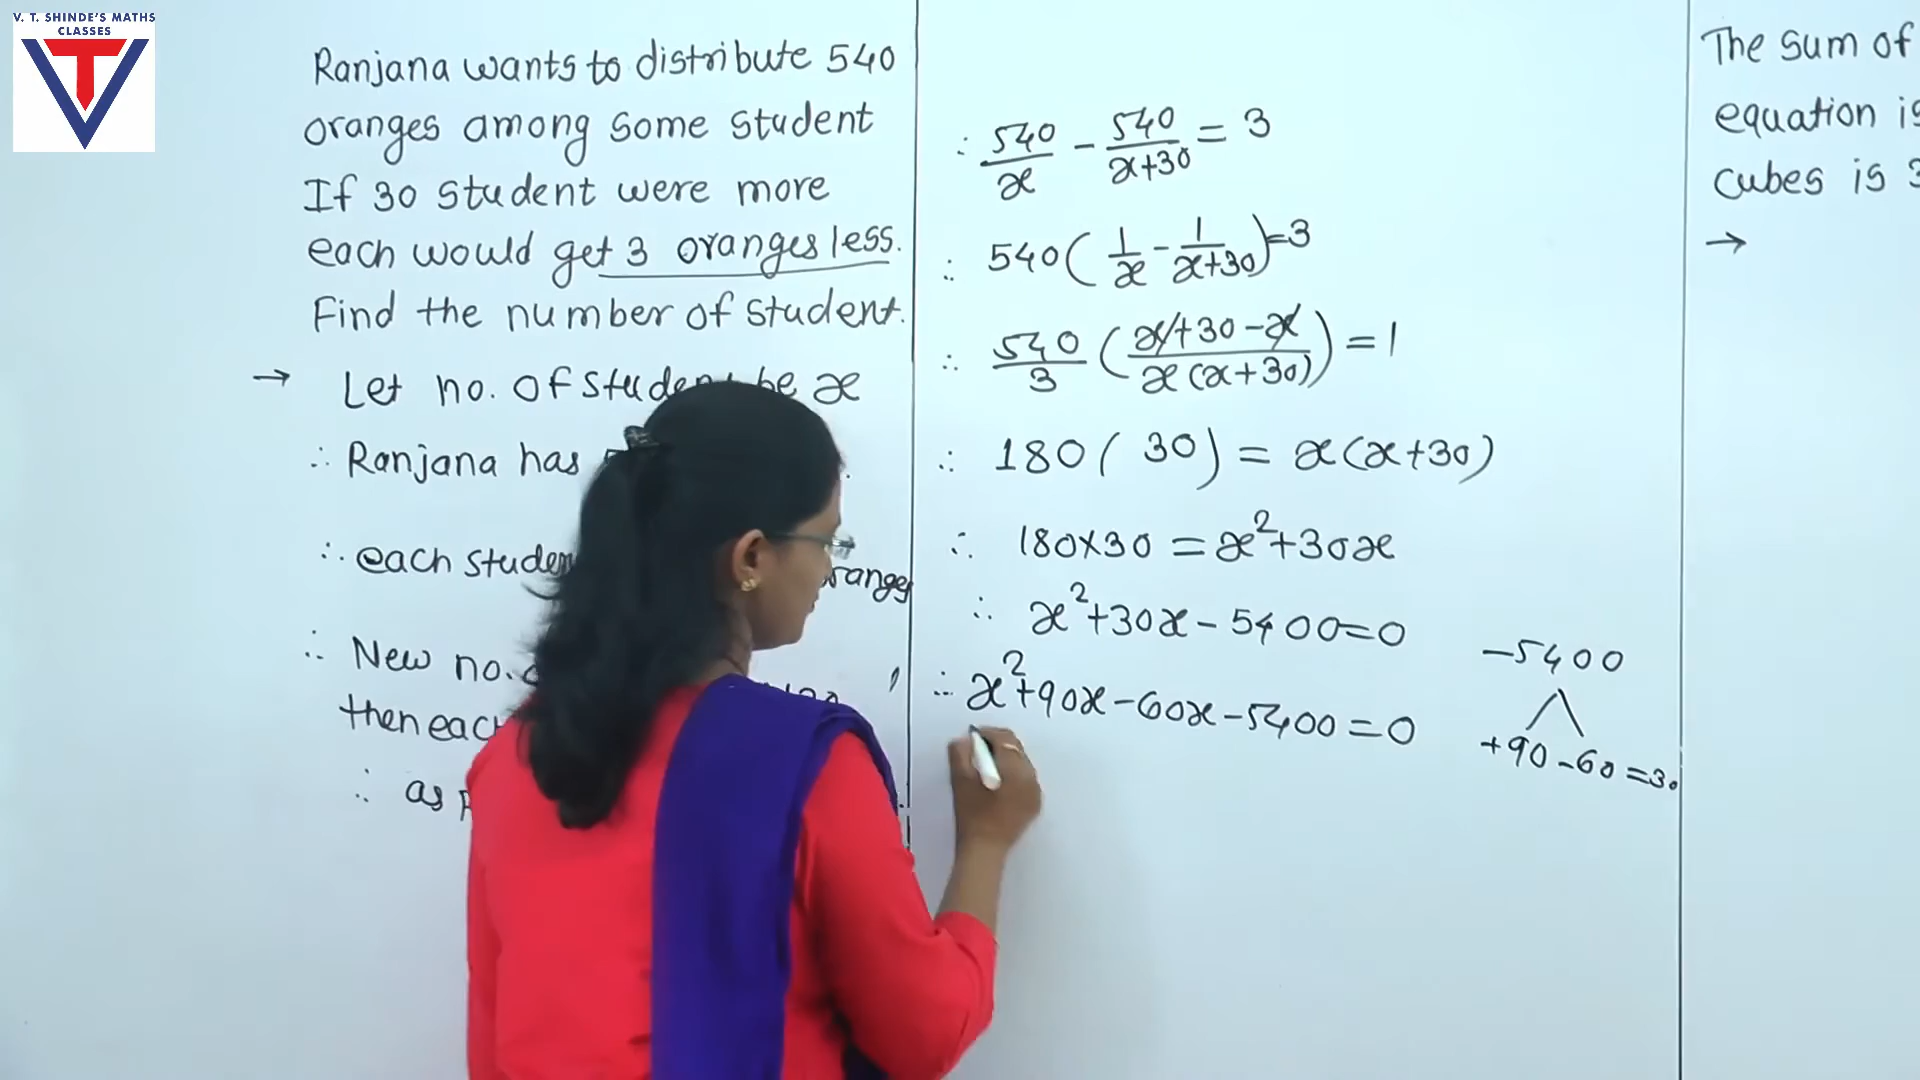 V. T. SHINDE'S MATHS
CLASSES
Ranjana wants to distribute 540
oranges among some student
If 30 student were more
each would get 3 oranges less.
Find the number of student.
→ Let no. of student be x
∴ Ranjana has
∴ each student
∴ New no.
then each
∴ as
∴ 540/x - 540/x+30 = 3
∴ 540(1/x - 1/x+30)=3
∴ 540/3 (x+30-x/x(x+30)) = 1
∴ 180(30) = x(x+30)
∴ 180×30 = x²+30x
∴ x²+30x-5400=0
∴ x²+90x-60x-5400=0
-5400
+90-60=30
The sum of
equation is
cubes is
→